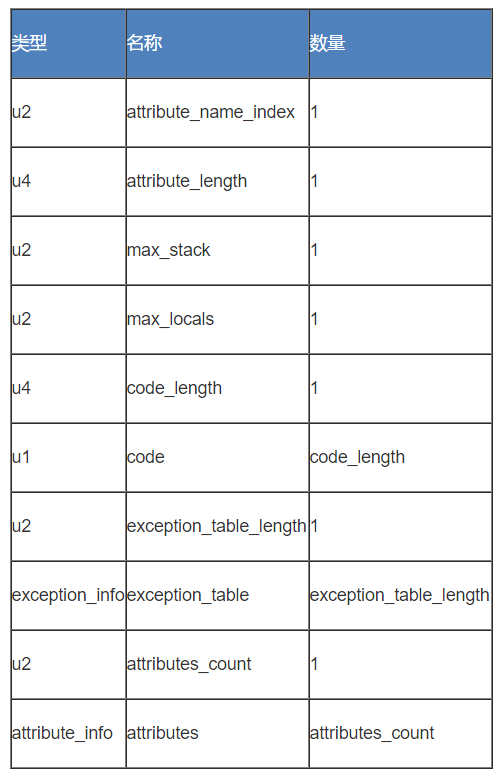 类型 名称 数量
u2 attribute_name_index 1
u4 attribute_length 1
u2 max_stack 1
u2 max_locals 1
u4 code_length 1
u1 code code_length
u2 exception_table_length 1
exception_info exception_table exception_table_length
u2 attributes_count 1
attribute_info attributes attributes_count